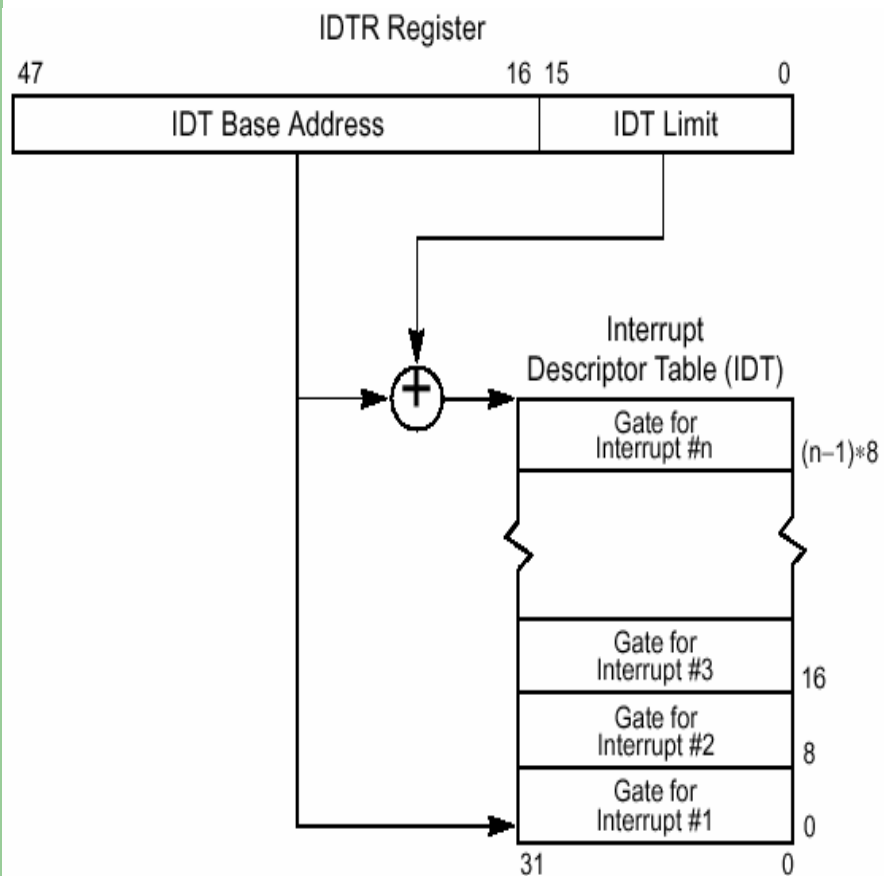 IDTR Register
47 16 15 0
IDT Base Address IDT Limit
Interrupt
Descriptor Table (IDT)
+
Gate for
Interrupt #n
(n–1)∗8
Gate for
Interrupt #3
16
Gate for
Interrupt #2
8
Gate for
Interrupt #1
0
31 0